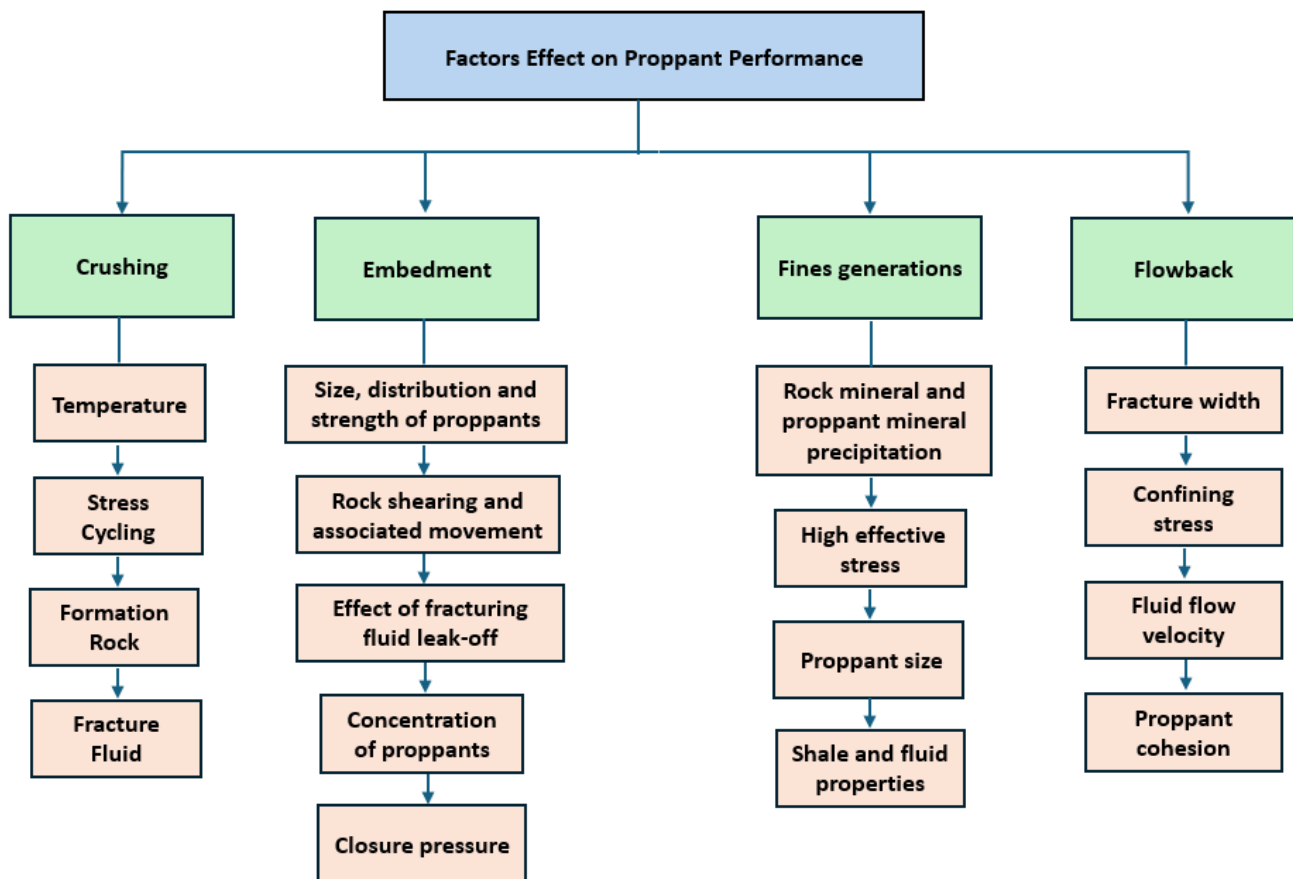 Factors Effect on Proppant Performance
Crushing
Embedment
Fines generations
Flowback
Temperature
Stress
Cycling
Formation
Rock
Fracture
Fluid
Size, distribution and
strength of proppants
Rock shearing and
associated movement
Effect of fracturing
fluid leak-off
Concentration
of proppants
Closure pressure
Rock mineral and
proppant mineral
precipitation
High effective
stress
Proppant size
Shale and fluid
properties
Fracture width
Confining
stress
Fluid flow
velocity
Proppant
cohesion